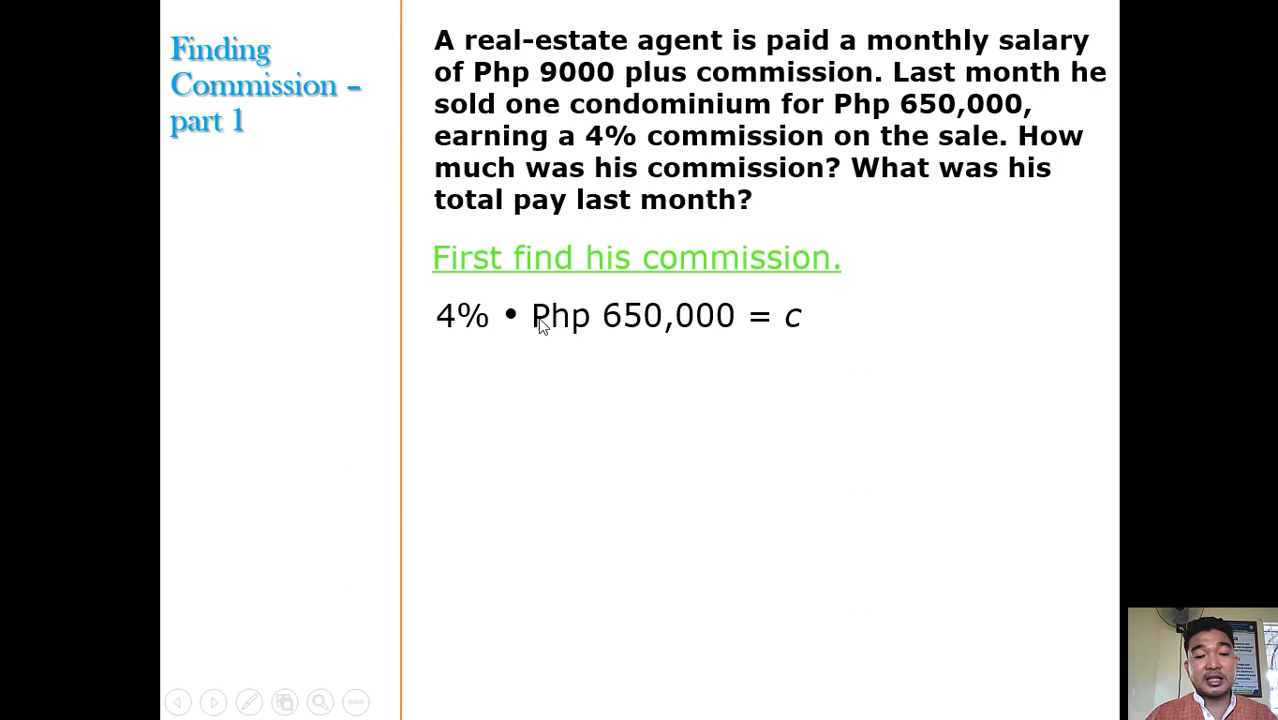 Finding
Commission –
part 1
A real-estate agent is paid a monthly salary
of Php 9000 plus commission. Last month he
sold one condominium for Php 650,000,
earning a 4% commission on the sale. How
much was his commission? What was his
total pay last month?
First find his commission.
4% • Php 650,000 = c